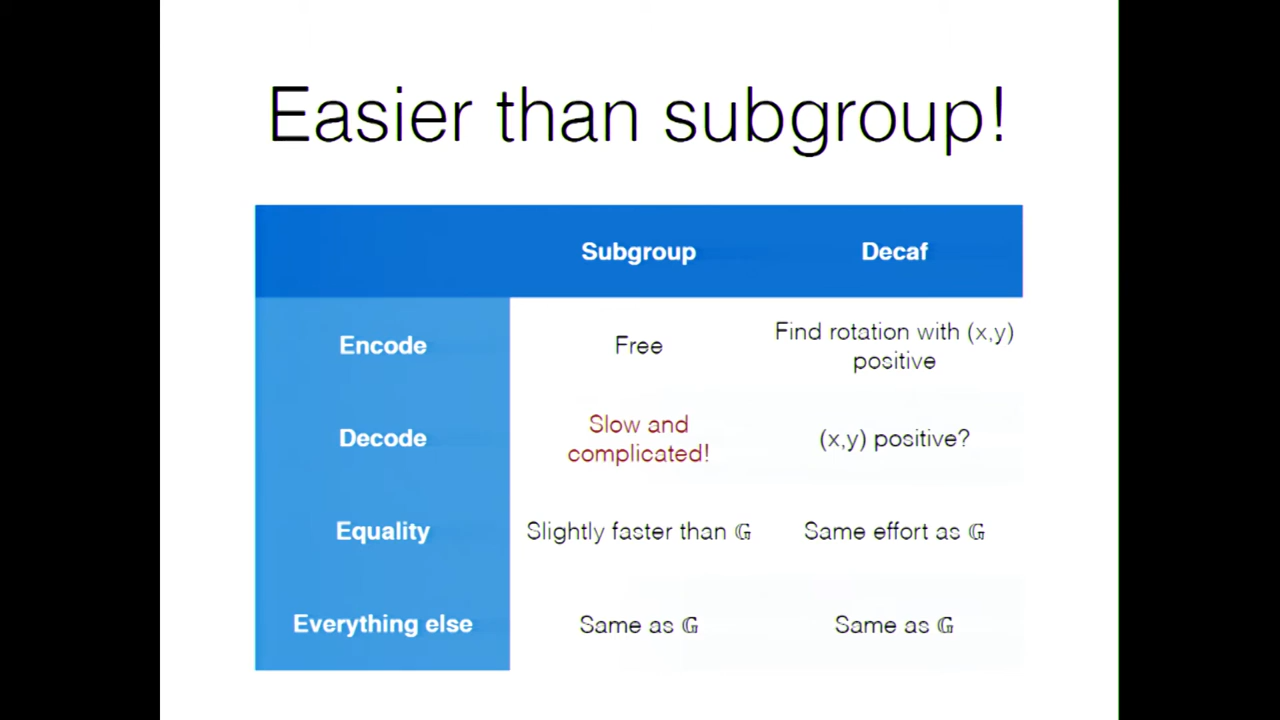 Easier than subgroup!
Subgroup Decaf
Encode Free Find rotation with (x,y) positive
Decode Slow and complicated! (x,y) positive?
Equality Slightly faster than 𝔾 Same effort as 𝔾
Everything else Same as 𝔾 Same as 𝔾